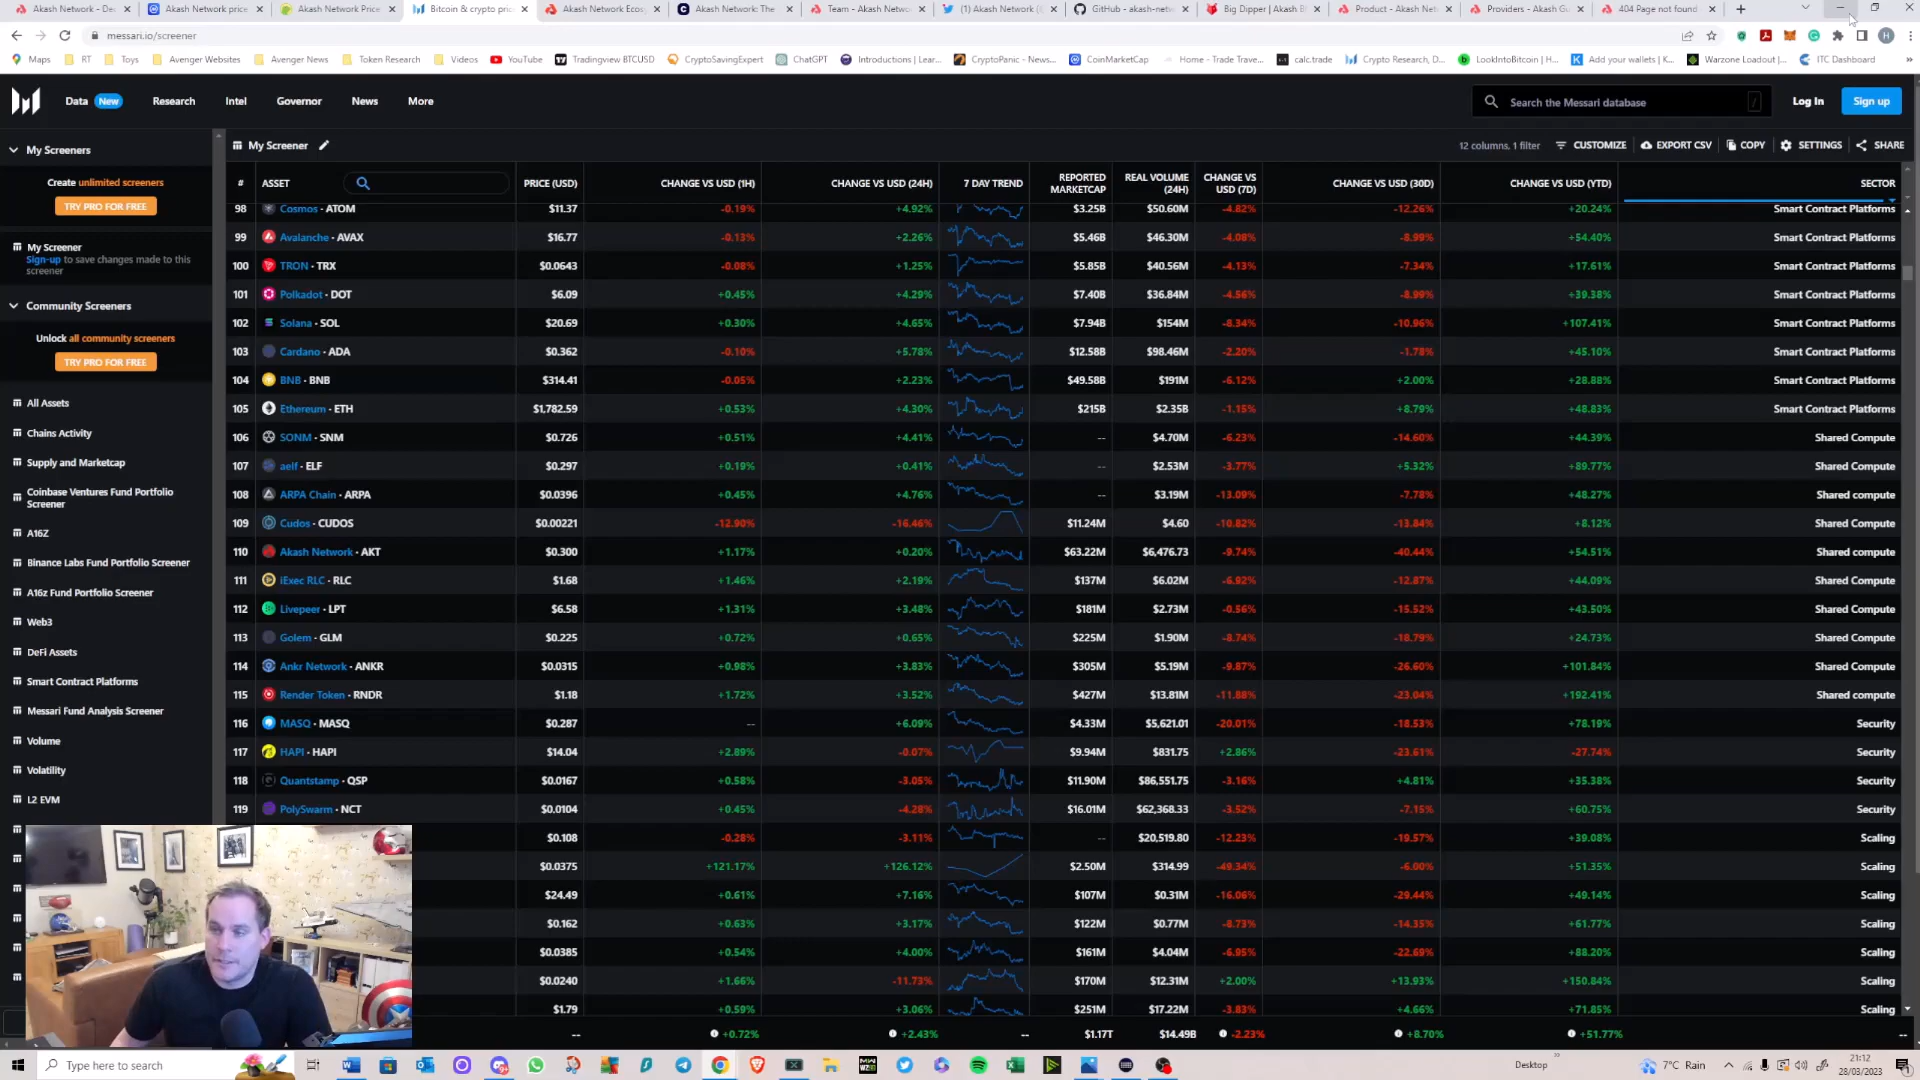 Akash Network - Dec
Akash Network price
Akash Network Price
Bitcoin & crypto pric
Akash Network Ecos
Akash Network: The
Team - Akash Networ
(1) Akash Network (
GitHub - akash-netw
Big Dipper | Akash Bl
Product - Akash Net
Providers - Akash Gu
404 Page not found
messari.io/screener
Maps RT Toys Avenger Websites Avenger News Token Research Videos YouTube Tradingview BTCUSD CryptoSavingExpert ChatGPT Introductions | Lear... CryptoPanic - News... CoinMarketCap Home - Trade Trave... calc.trade Crypto Research, D... LookIntoBitcoin | H... Add your wallets | K... Warzone Loadout |... ITC Dashboard
Data New Research Intel Governor News More
Search the Messari database /
Log In Sign up
My Screeners
Create unlimited screeners
TRY PRO FOR FREE
My Screener
Sign-up to save changes made to this
screener
Community Screeners
Unlock all community screeners
TRY PRO FOR FREE
All Assets
Chains Activity
Supply and Marketcap
Coinbase Ventures Fund Portfolio
Screener
A16Z
Binance Labs Fund Portfolio Screener
A16z Fund Portfolio Screener
Web3
DeFi Assets
Smart Contract Platforms
Messari Fund Analysis Screener
Volume
Volatility
L2 EVM
My Screener
12 columns, 1 filter CUSTOMIZE EXPORT CSV COPY SETTINGS SHARE
# ASSET PRICE (USD) CHANGE VS USD (1H) CHANGE VS USD (24H) 7 DAY TREND REPORTED MARKETCAP REAL VOLUME (24H) CHANGE VS USD (7D) CHANGE VS USD (30D) CHANGE VS USD (YTD) SECTOR
98 Cosmos · ATOM $11.37 -0.19% +4.92% $3.25B $50.60M -4.82% -12.26% +20.24% Smart Contract Platforms
99 Avalanche · AVAX $16.77 -0.13% +2.26% $5.46B $46.30M -4.08% -8.99% +54.40% Smart Contract Platforms
100 TRON · TRX $0.0643 -0.08% +1.25% $5.85B $40.56M -4.13% -7.34% +17.61% Smart Contract Platforms
101 Polkadot · DOT $6.09 +0.45% +4.29% $7.40B $36.84M -4.56% -8.99% +39.38% Smart Contract Platforms
102 Solana · SOL $20.69 +0.30% +4.65% $7.94B $154M -8.34% -10.96% +107.41% Smart Contract Platforms
103 Cardano · ADA $0.362 -0.10% +5.78% $12.58B $98.46M -2.20% -1.78% +45.10% Smart Contract Platforms
104 BNB · BNB $314.41 -0.05% +2.23% $49.58B $191M -6.12% +2.00% +28.88% Smart Contract Platforms
105 Ethereum · ETH $1,782.59 +0.53% +4.30% $215B $2.35B -1.15% +8.79% +48.83% Smart Contract Platforms
106 SONM · SNM $0.726 +0.51% +4.41% -- $4.70M -6.23% -14.60% +44.39% Shared Compute
107 aelf · ELF $0.297 +0.19% +0.41% -- $2.53M -3.77% +5.32% +89.77% Shared Compute
108 ARPA Chain · ARPA $0.0396 +0.45% +4.76% -- $3.19M -13.09% -7.78% +48.27% Shared compute
109 Cudos · CUDOS $0.00221 -12.90% -16.46% $11.24M $4.60 -10.82% -13.84% +8.12% Shared Compute
110 Akash Network · AKT $0.300 +1.17% +0.20% $63.22M $6,476.73 -9.74% -40.44% +54.51% Shared compute
111 iExec RLC · RLC $1.68 +1.46% +2.19% $137M $6.02M -6.92% -12.87% +44.09% Shared Compute
112 Livepeer · LPT $6.58 +1.31% +3.48% $181M $2.73M -0.56% -15.52% +43.50% Shared Compute
113 Golem · GLM $0.225 +0.72% +0.65% $225M $1.90M -8.74% -18.79% +24.73% Shared Compute
114 Ankr Network · ANKR $0.0315 +0.98% +3.83% $305M $5.19M -9.87% -26.60% +101.84% Shared Compute
115 Render Token · RNDR $1.18 +1.72% +3.52% $427M $13.81M -11.88% -23.04% +192.41% Shared compute
116 MASQ · MASQ $0.287 -- +6.09% $4.33M $5,621.01 -20.01% -18.53% +78.19% Security
117 HAPI · HAPI $14.04 +2.89% -0.07% $9.94M $831.75 +2.86% -23.61% -27.74% Security
118 Quantstamp · QSP $0.0167 +0.58% -3.05% $11.90M $86,551.75 -3.16% +4.81% +35.38% Security
119 PolySwarm · NCT $0.0104 +0.45% -4.28% $16.01M $62,368.33 -3.52% -7.15% +60.75% Security
$0.108 -0.28% -3.11% -- $20,519.80 -12.23% -19.57% +39.08% Scaling
$0.0375 +121.17% +126.12% $2.50M $314.99 -49.34% -6.00% +51.35% Scaling
$24.49 +0.61% +7.16% $107M $0.31M -16.06% -29.44% +49.14% Scaling
$0.162 +0.63% +3.17% $122M $0.77M -8.73% -14.35% +61.77% Scaling
$0.0385 +0.54% +4.00% $161M $4.04M -6.95% -22.69% +88.20% Scaling
$0.0240 +1.66% -11.73% $170M $12.31M +2.00% +13.93% +150.84% Scaling
$1.79 +0.59% +3.06% $251M $17.22M -3.83% +4.66% +71.85% Scaling
-- +0.72% +2.43% -- $1.17T $14.49B -2.23% +8.70% +51.77% --
Type here to search
Desktop
7°C Rain
21:12
28/03/2023